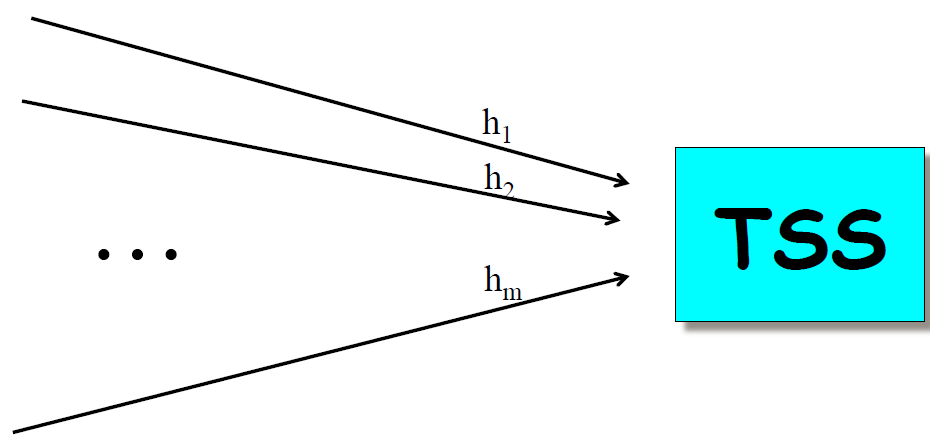 h₁
h₂
TSS
• • •
hₘ